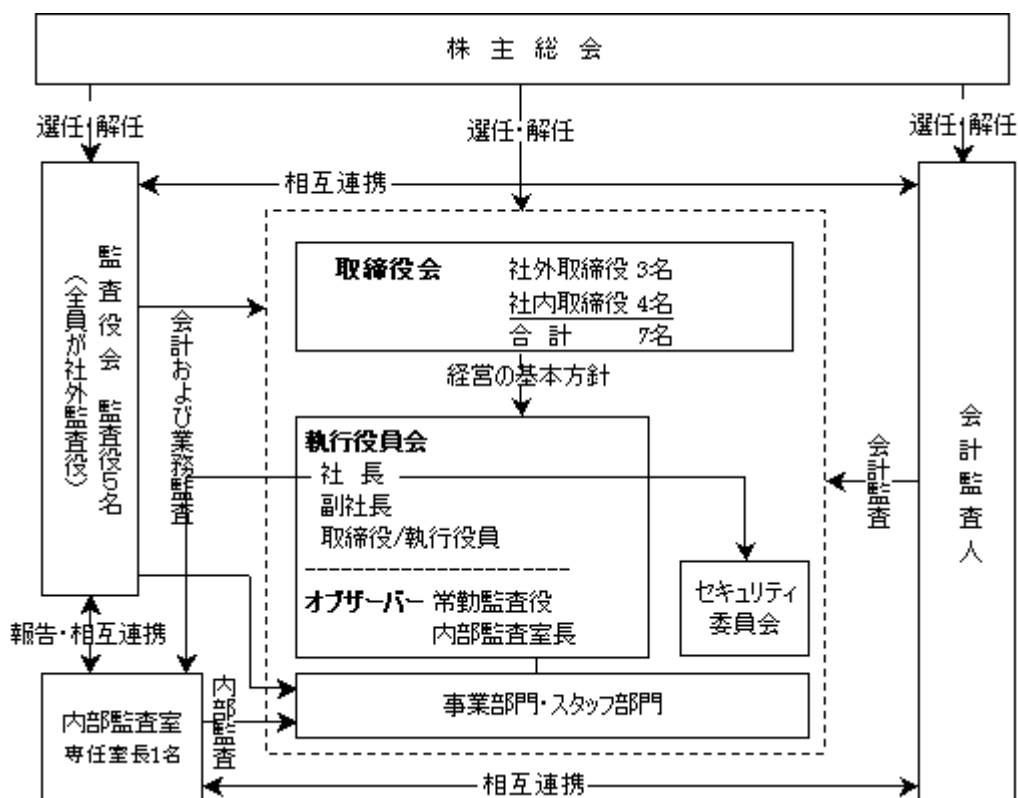 株 主 総 会
選任・解任
選任・解任
選任・解任
相互連携
監査役会 監査役5名
(全員が社外監査役)
取締役会 社外取締役 3名
社内取締役 4名
合 計 7名
会計および業務監査
経営の基本方針
執行役員会
社 長
副社長
取締役/執行役員
オブザーバー 常勤監査役
内部監査室長
セキュリティ
委員会
会計監査
会計監査人
報告・相互連携
内部監査室
専任室長1名
内部監査
事業部門・スタッフ部門
相互連携